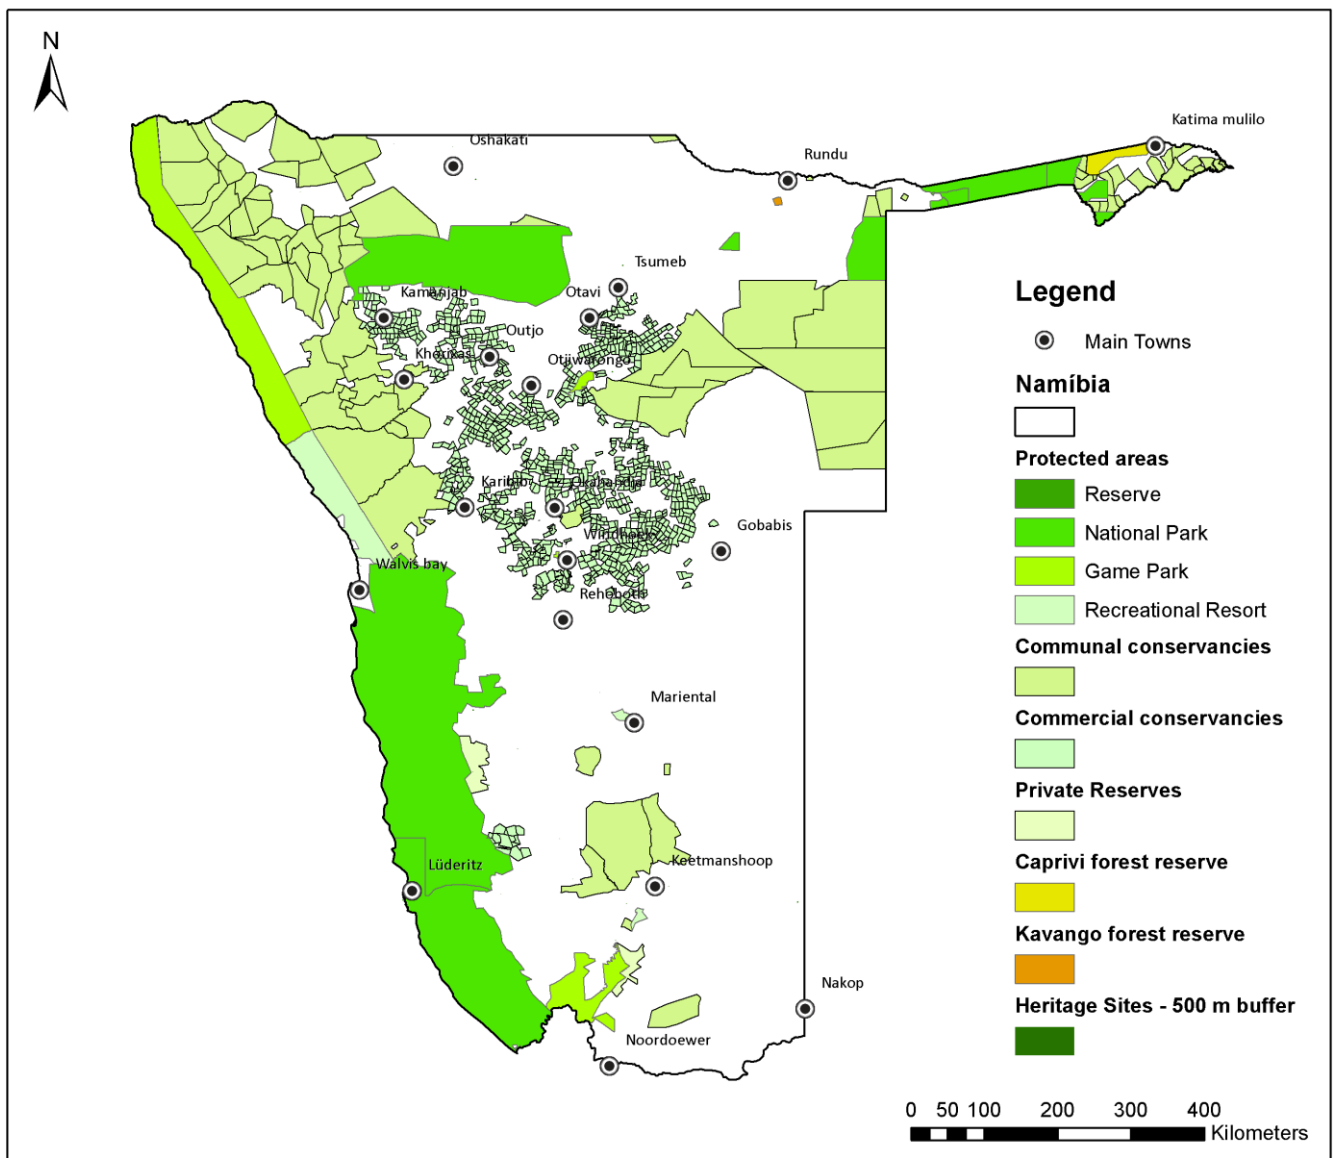 N
Katima mulilo
Oshakati
Rundu
Tsumeb
Kamanjab
Otavi
Outjo
Khorixas
Otjiwarongo
Karibib
Okahandja
Gobabis
Windhoek
Walvis bay
Rehoboth
Mariental
Lüderitz
Keetmanshoop
Nakop
Noordoewer
Legend
Main Towns
Namíbia
Protected areas
Reserve
National Park
Game Park
Recreational Resort
Communal conservancies
Commercial conservancies
Private Reserves
Caprivi forest reserve
Kavango forest reserve
Heritage Sites - 500 m buffer
0 50 100 200 300 400
Kilometers